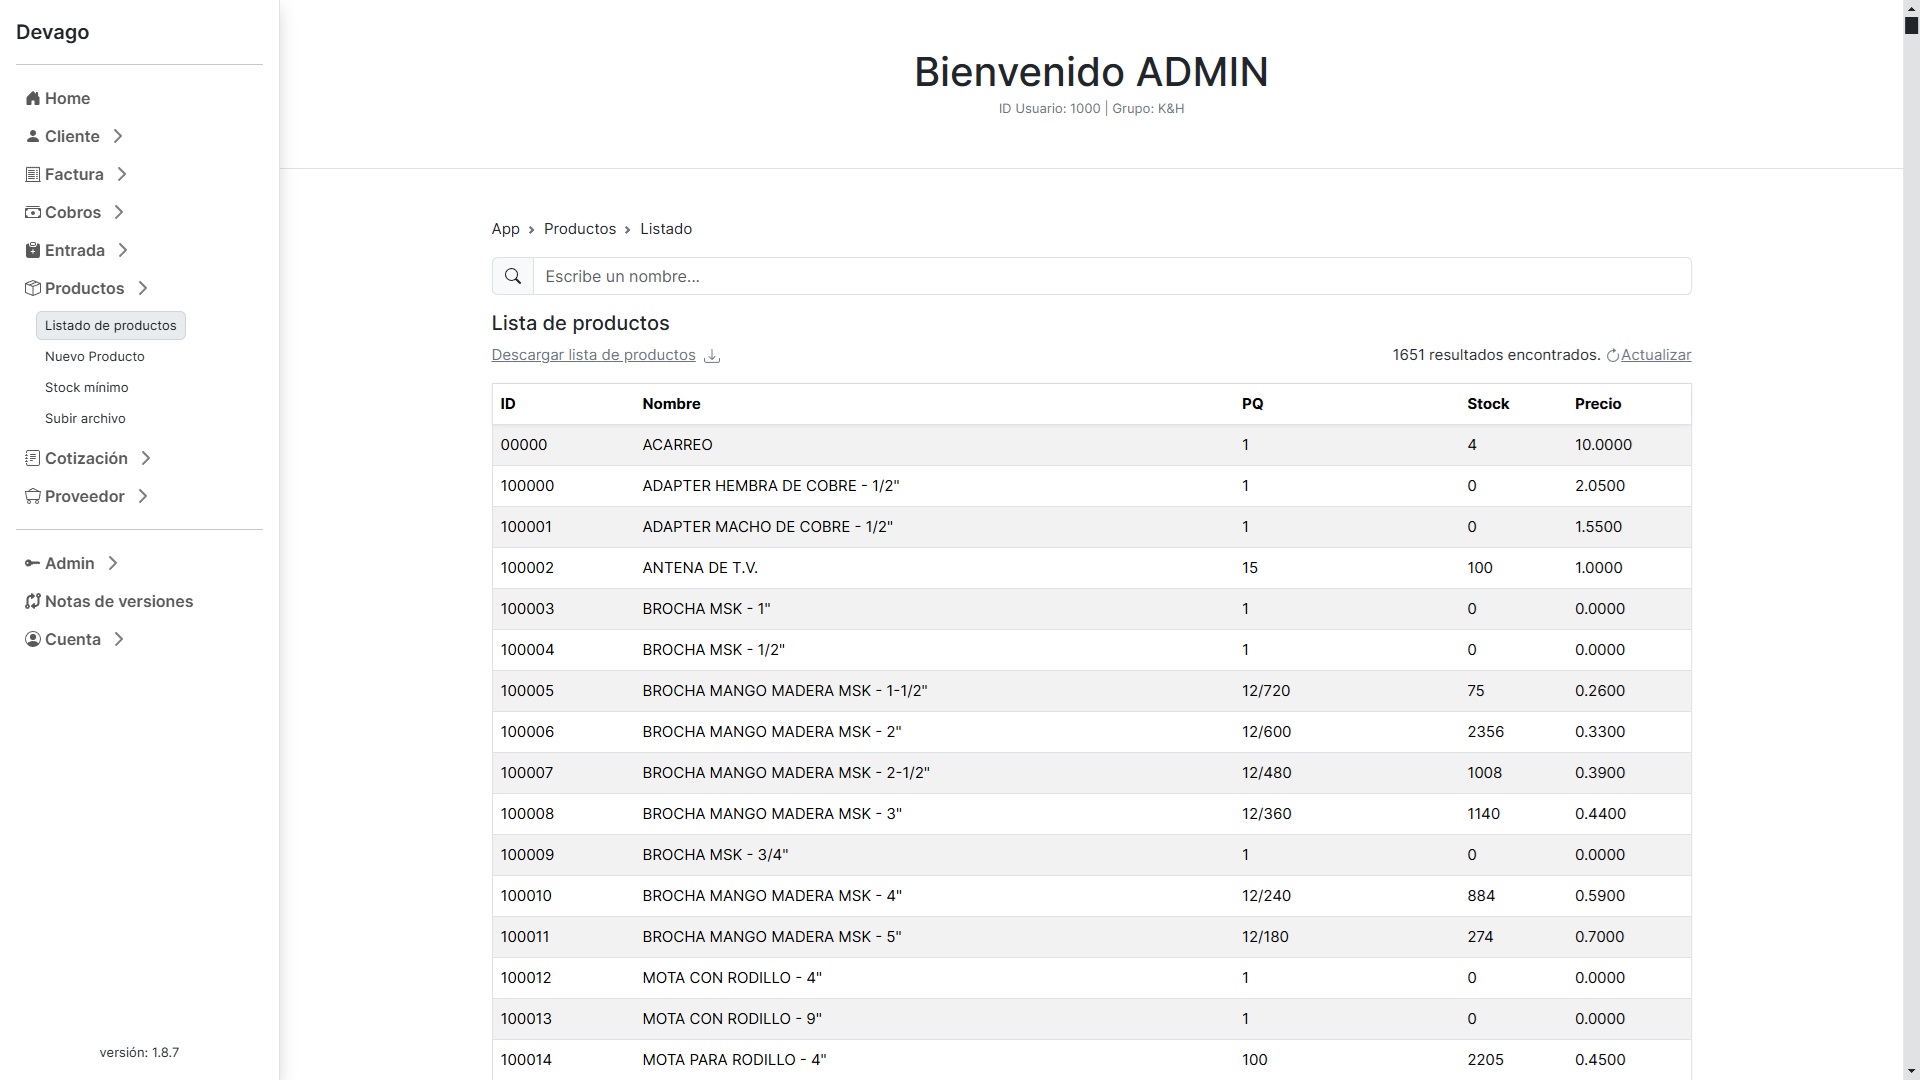 Devago
Home
Cliente
Factura
Cobros
Entrada
Productos
Listado de productos
Nuevo Producto
Stock mínimo
Subir archivo
Cotización
Proveedor
Admin
Notas de versiones
Cuenta
versión: 1.8.7
Bienvenido ADMIN
ID Usuario: 1000 | Grupo: K&H
App › Productos › Listado
Escribe un nombre...
Lista de productos
Descargar lista de productos
1651 resultados encontrados. Actualizar
ID Nombre PQ Stock Precio
00000 ACARREO 1 4 10.0000
100000 ADAPTER HEMBRA DE COBRE - 1/2" 1 0 2.0500
100001 ADAPTER MACHO DE COBRE - 1/2" 1 0 1.5500
100002 ANTENA DE T.V. 15 100 1.0000
100003 BROCHA MSK - 1" 1 0 0.0000
100004 BROCHA MSK - 1/2" 1 0 0.0000
100005 BROCHA MANGO MADERA MSK - 1-1/2" 12/720 75 0.2600
100006 BROCHA MANGO MADERA MSK - 2" 12/600 2356 0.3300
100007 BROCHA MANGO MADERA MSK - 2-1/2" 12/480 1008 0.3900
100008 BROCHA MANGO MADERA MSK - 3" 12/360 1140 0.4400
100009 BROCHA MSK - 3/4" 1 0 0.0000
100010 BROCHA MANGO MADERA MSK - 4" 12/240 884 0.5900
100011 BROCHA MANGO MADERA MSK - 5" 12/180 274 0.7000
100012 MOTA CON RODILLO - 4" 1 0 0.0000
100013 MOTA CON RODILLO - 9" 1 0 0.0000
100014 MOTA PARA RODILLO - 4" 100 2205 0.4500